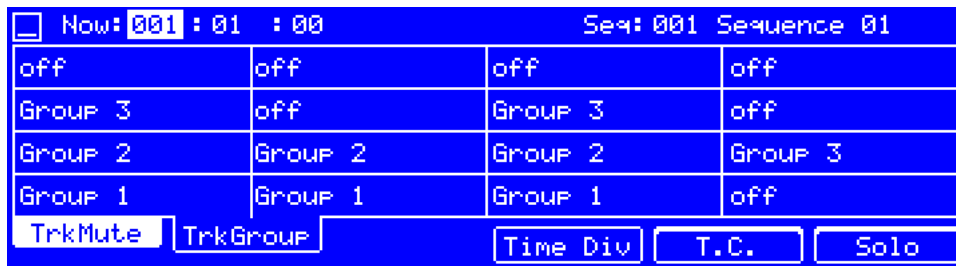 Now: 001 : 01 : 00 Seq: 001 Sequence 01
off off off off
Group 3 off Group 3 off
Group 2 Group 2 Group 2 Group 3
Group 1 Group 1 Group 1 off
TrkMute TrkGroup Time Div T.C. Solo